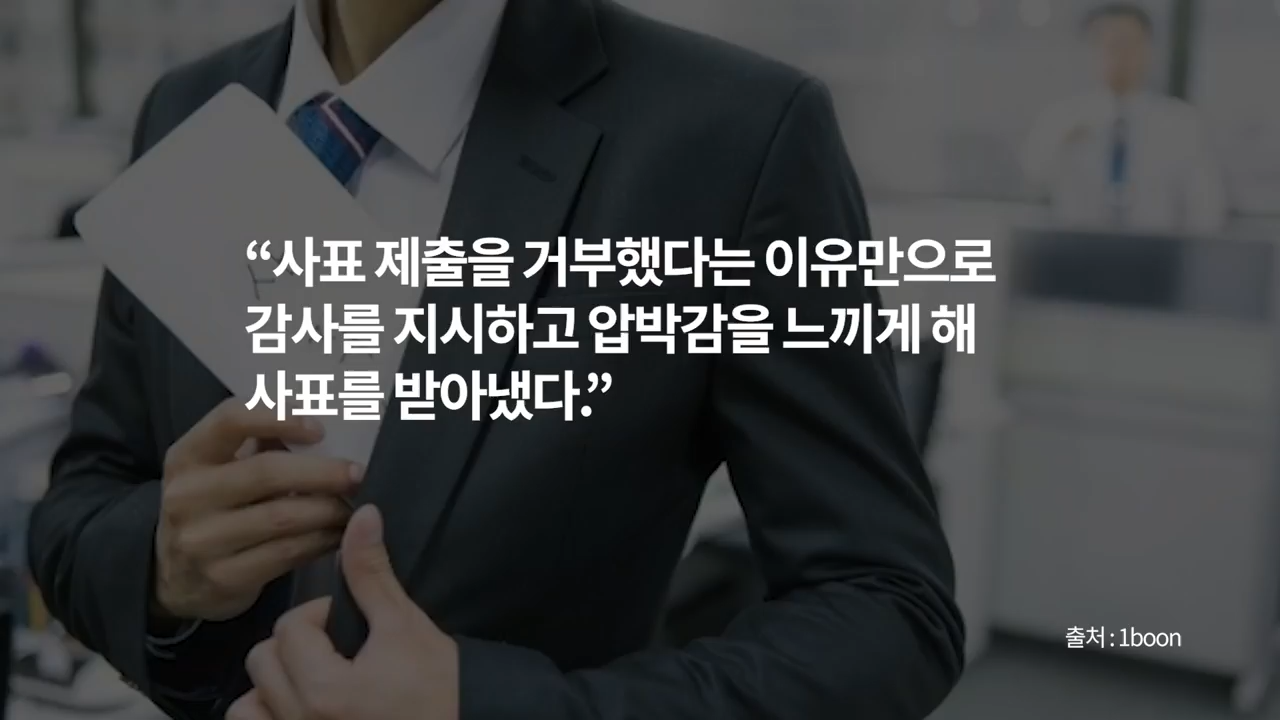 “사표 제출을 거부했다는 이유만으로
감사를 지시하고 압박감을 느끼게 해
사표를 받아냈다.”
출처 : 1boon